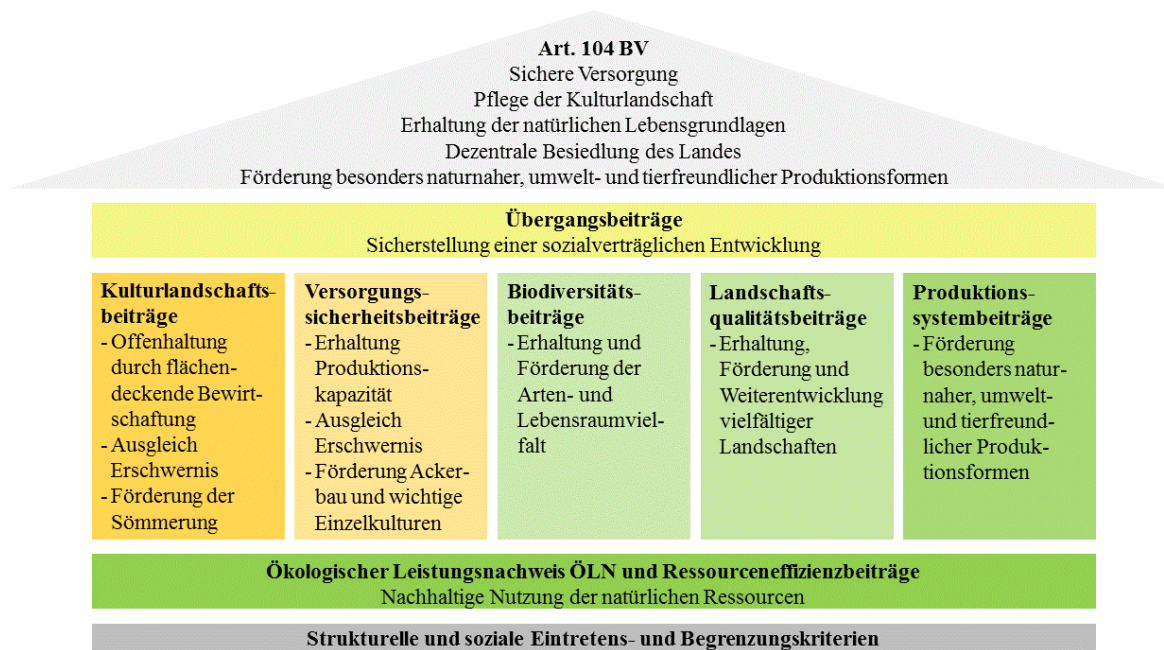 Art. 104 BV
Sichere Versorgung
Pflege der Kulturlandschaft
Erhaltung der natürlichen Lebensgrundlagen
Dezentrale Besiedlung des Landes
Förderung besonders naturnaher, umwelt- und tierfreundlicher Produktionsformen
Übergangsbeiträge
Sicherstellung einer sozialverträglichen Entwicklung
Kulturlandschafts-
beiträge
- Offenhaltung
durch flächen-
deckende Bewirt-
schaftung
- Ausgleich
Erschwernis
- Förderung der
Sömmerung
Versorgungs-
sicherheitsbeiträge
- Erhaltung
Produktions-
kapazität
- Ausgleich
Erschwernis
- Förderung Acker-
bau und wichtige
Einzelkulturen
Biodiversitäts-
beiträge
- Erhaltung und
Förderung der
Arten- und
Lebensraumviel-
falt
Landschafts-
qualitätsbeiträge
- Erhaltung,
Förderung und
Weiterentwicklung
vielfältiger
Landschaften
Produktions-
systembeiträge
- Förderung
besonders natur-
naher, umwelt-
und tierfreund-
licher Produk-
tionsformen
Ökologischer Leistungsnachweis ÖLN und Ressourceneffizienzbeiträge
Nachhaltige Nutzung der natürlichen Ressourcen
Strukturelle und soziale Eintretens- und Begrenzungskriterien